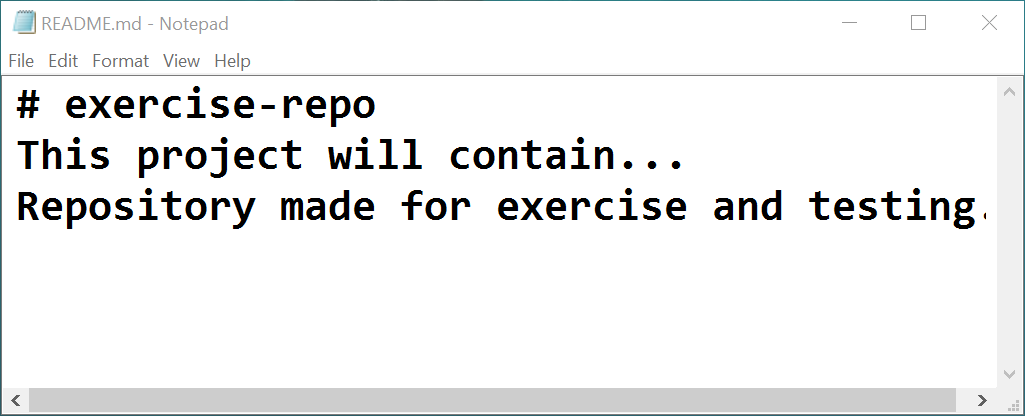 README.md - Notepad
File Edit Format View Help
# exercise-repo
This project will contain...
Repository made for exercise and testing.